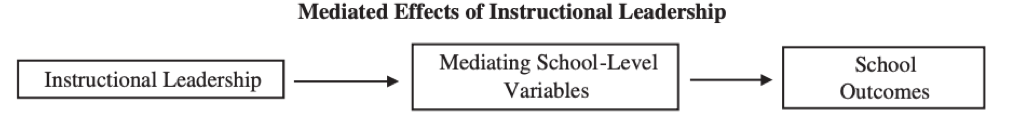 Mediated Effects of Instructional Leadership
Instructional Leadership
Mediating School-Level
Variables
School
Outcomes